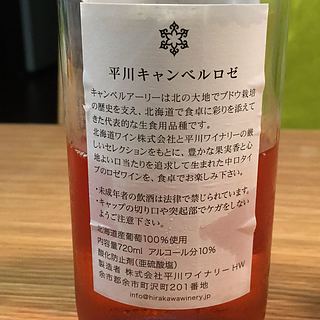 平川キャンベルロゼ
キャンベルアーリーは北の大地でブドウ栽培
の歴史を支え、北海道で食卓に彩りを添えて
きた代表的な生食用品種です。
北海道ワイン株式会社と平川ワイナリーの厳
しいセレクションをもとに、豊かな果実香と心
地よい口当たりを追求して生まれた中口タイ
プのロゼワインを、食卓でお楽しみ下さい。
・未成年者の飲酒は法律で禁じられています。
・キャップの切り口や突起部でケガをしない
ようご注意下さい。
北海道産葡萄100%使用
内容量720ml アルコール分10%
酸化防止剤(亜硫酸塩)
製造者 株式会社平川ワイナリーHW
余市郡余市町沢町201番地
info@hirakawawinery.jp